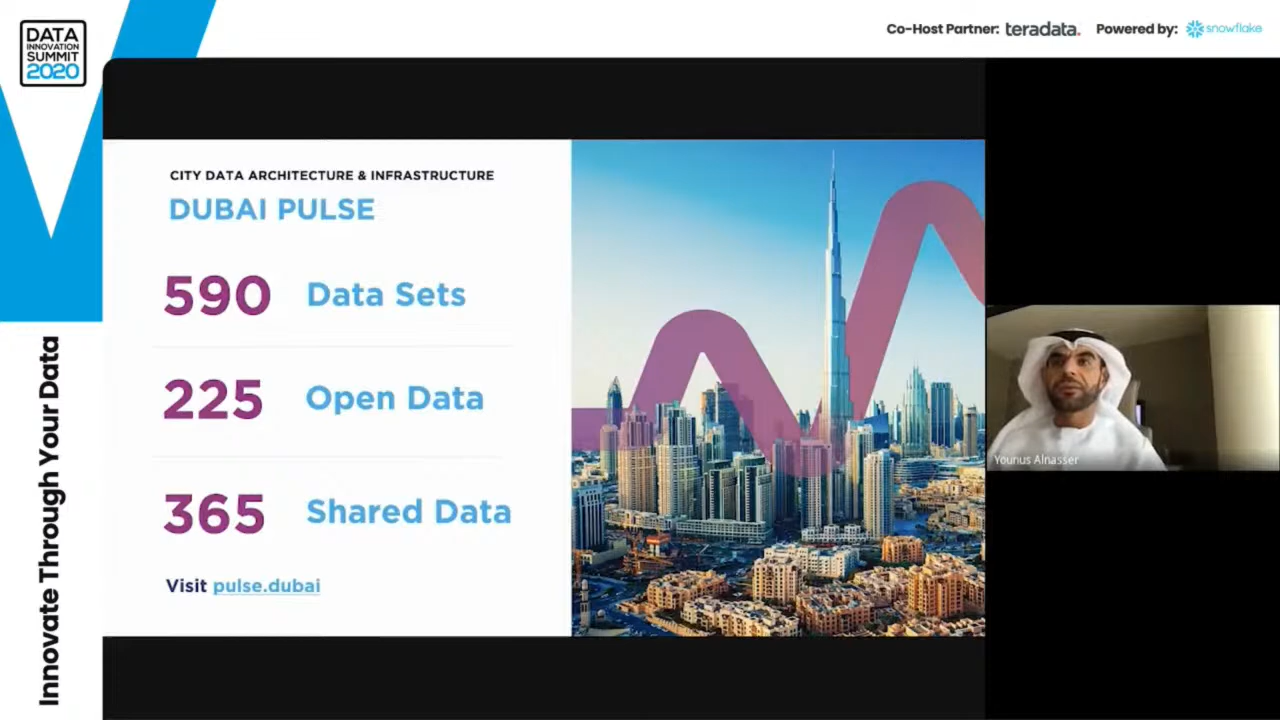 DATA
INNOVATION
SUMMIT
2020
Co-Host Partner: teradata. Powered by: snowflake
CITY DATA ARCHITECTURE & INFRASTRUCTURE
DUBAI PULSE
590 Data Sets
225 Open Data
365 Shared Data
Visit pulse.dubai
Younus Alnasser
Innovate Through Your Data